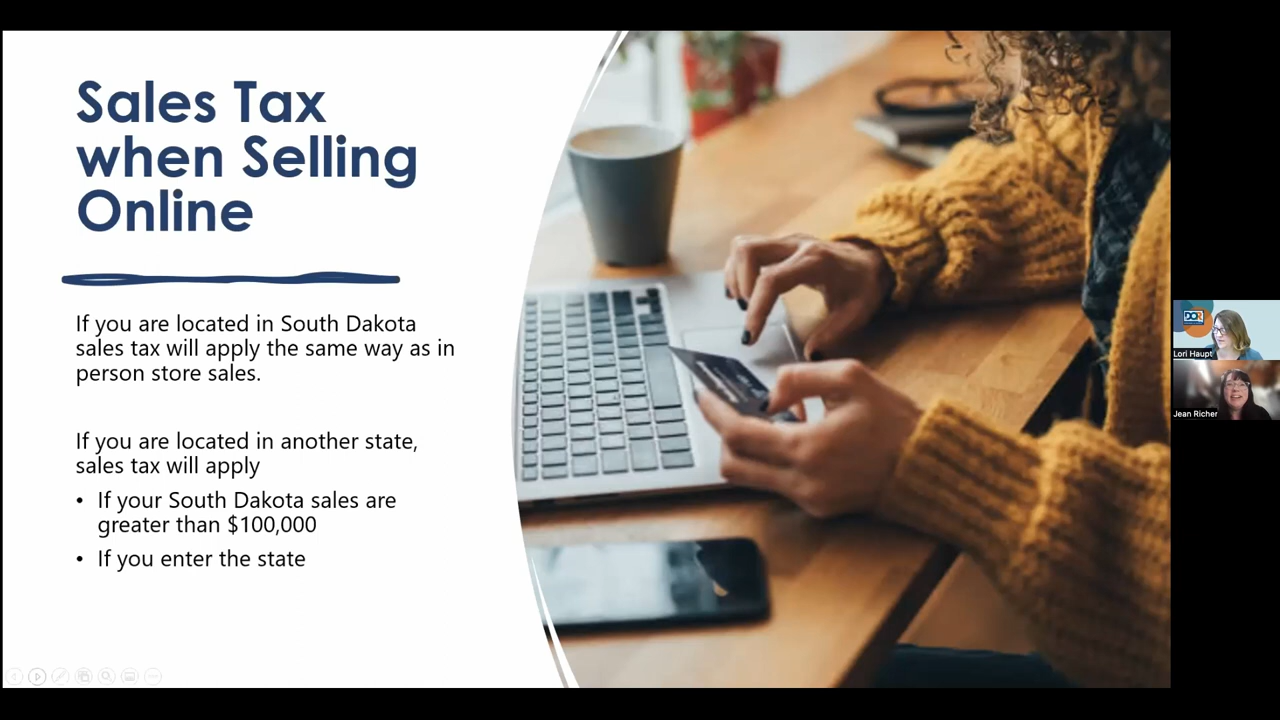 Sales Tax
when Selling
Online
If you are located in South Dakota
sales tax will apply the same way as in
person store sales.
If you are located in another state,
sales tax will apply
• If your South Dakota sales are
greater than $100,000
• If you enter the state
DOR
Lori Haupt
Jean Richer